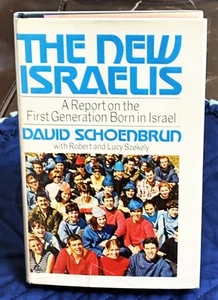 THE NEW
ISRAELIS
A Report on the
First Generation Born in Israel
DAVID SCHOENBRUN
with Robert and Lucy Szekely